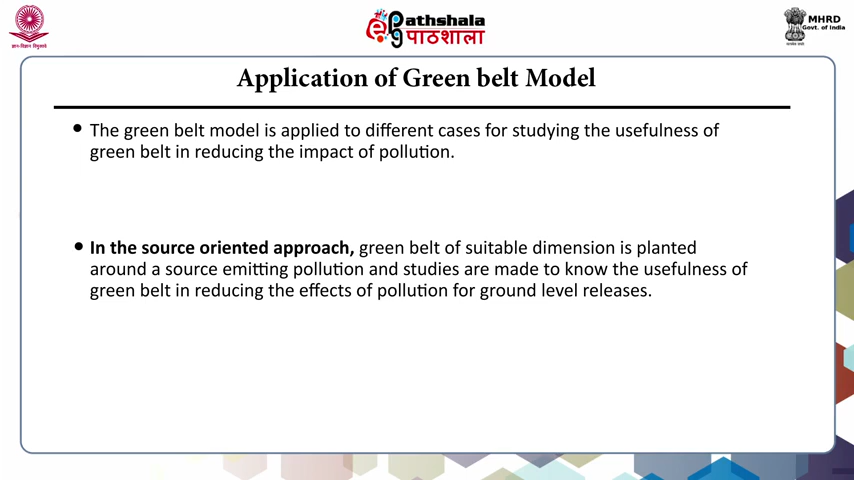 ePathshala
पाठशाला
MHRD
Govt. of India
Application of Green belt Model
• The green belt model is applied to different cases for studying the usefulness of
green belt in reducing the impact of pollution.
• In the source oriented approach, green belt of suitable dimension is planted
around a source emitting pollution and studies are made to know the usefulness of
green belt in reducing the effects of pollution for ground level releases.